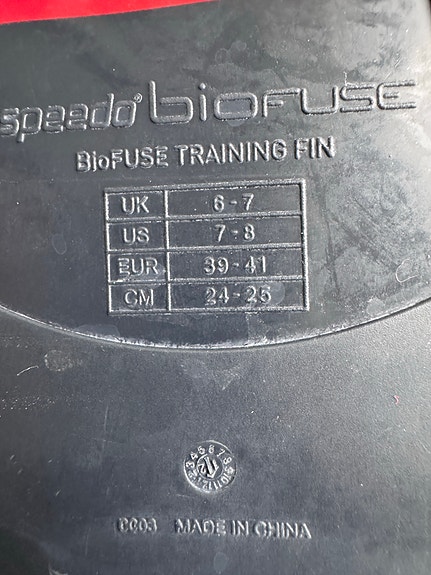 speedo® bioFUSE
BioFUSE TRAINING FIN
UK 6-7
US 7-8
EUR 39-41
CM 24-25
MADE IN CHINA